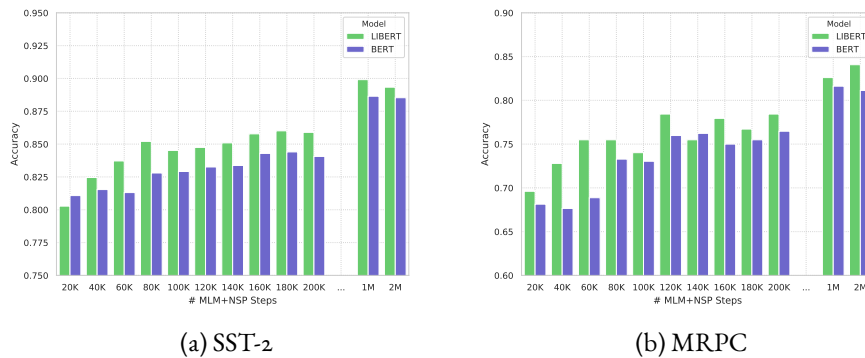 0.950
0.925
0.900
0.875
0.850
0.825
0.800
0.775
0.750
Accuracy
Model
LIBERT
BERT
20K 40K 60K 80K 100K 120K 140K 160K 180K 200K ... 1M 2M
# MLM+NSP Steps
(a) SST-2
0.90
0.85
0.80
0.75
0.70
0.65
0.60
Accuracy
Model
LIBERT
BERT
20K 40K 60K 80K 100K 120K 140K 160K 180K 200K ... 1M 2M
# MLM+NSP Steps
(b) MRPC